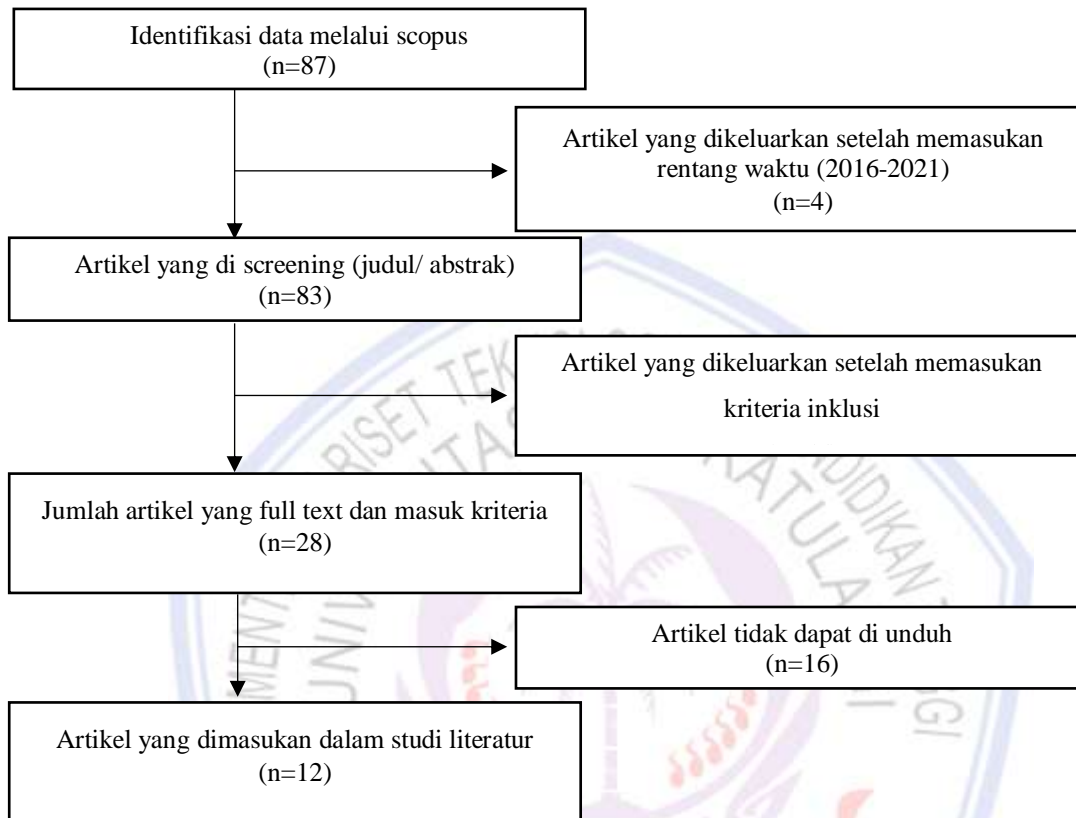 Identifikasi data melalui scopus
(n=87)
Artikel yang dikeluarkan setelah memasukan
rentang waktu (2016-2021)
(n=4)
Artikel yang di screening (judul/ abstrak)
(n=83)
Artikel yang dikeluarkan setelah memasukan
kriteria inklusi
Jumlah artikel yang full text dan masuk kriteria
(n=28)
Artikel tidak dapat di unduh
(n=16)
Artikel yang dimasukan dalam studi literatur
(n=12)